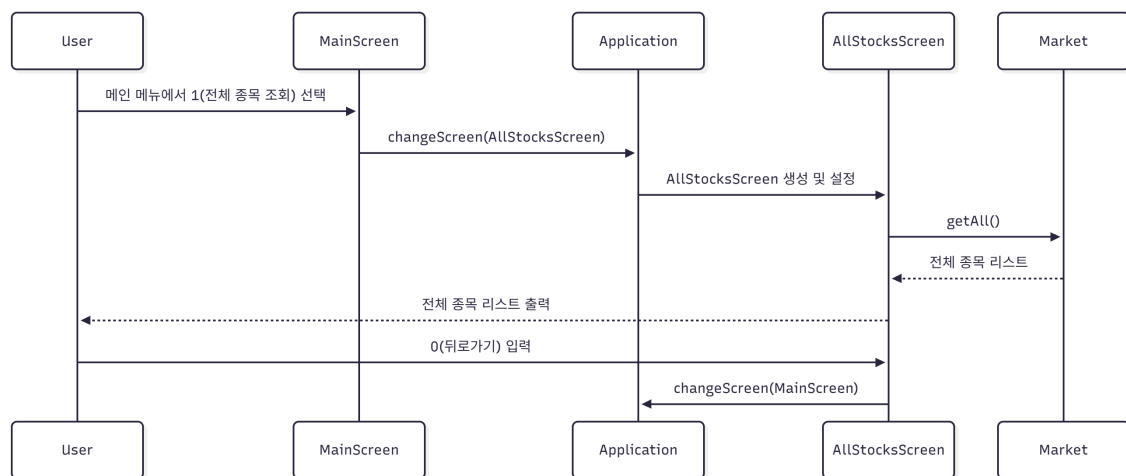 User
MainScreen
Application
AllStocksScreen
Market
메인 메뉴에서 1(전체 종목 조회) 선택
changeScreen(AllStocksScreen)
AllStocksScreen 생성 및 설정
getAll()
전체 종목 리스트
전체 종목 리스트 출력
0(뒤로가기) 입력
changeScreen(MainScreen)
User
MainScreen
Application
AllStocksScreen
Market